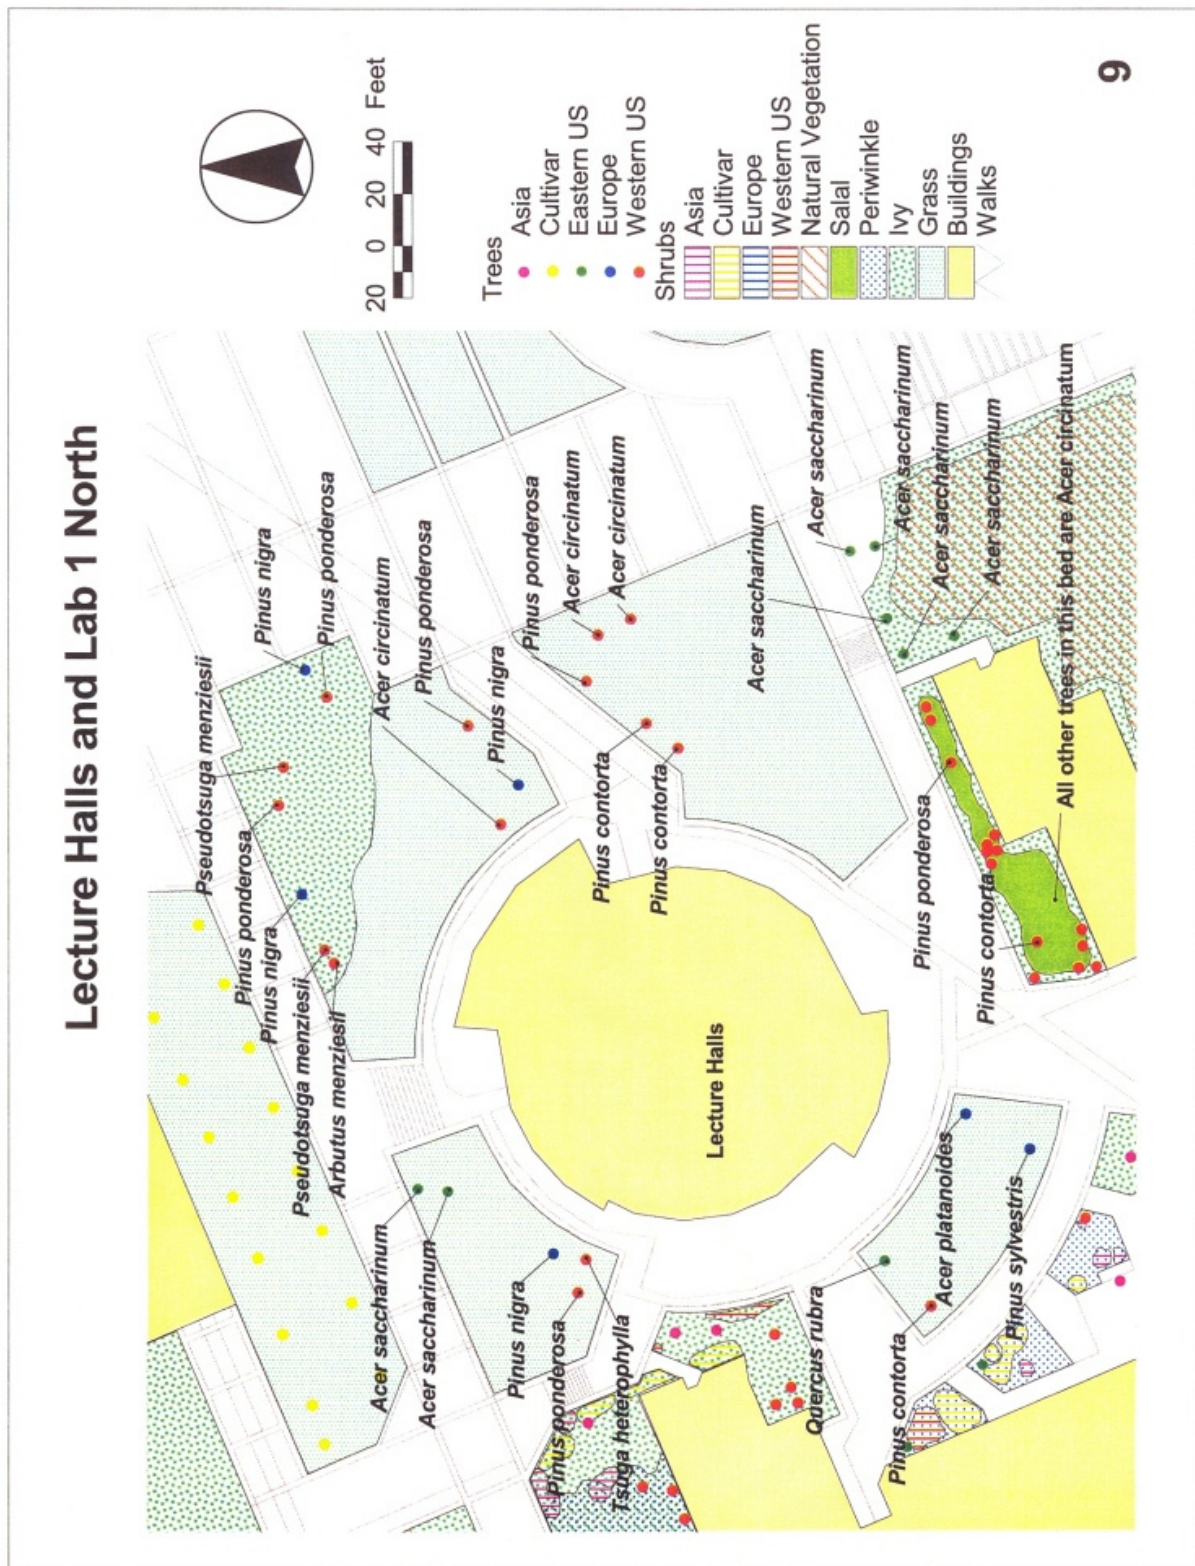 Lecture Halls and Lab 1 North
20 0 20 40 Feet
Trees
Asia
Cultivar
Eastern US
Europe
Western US
Shrubs
Asia
Cultivar
Europe
Western US
Natural Vegetation
Salal
Periwinkle
Ivy
Grass
Buildings
Walks
9
Pseudotsuga menziesii
Pinus nigra
Pinus ponderosa
Pinus ponderosa
Pinus nigra
Pseudotsuga menziesii
Arbutus menziesii
Acer circinatum
Pinus ponderosa
Pinus nigra
Pinus ponderosa
Acer circinatum
Acer circinatum
Pinus contorta
Pinus contorta
Acer saccharinum
Acer saccharinum
Acer saccharinum
Acer saccharinum
Acer saccharinum
Acer saccharinum
Acer saccharinum
Pinus nigra
Pinus ponderosa
Tsuga heterophylla
Lecture Halls
Pinus ponderosa
Pinus contorta
All other trees in this bed are Acer circinatum
Quercus rubra
Pinus contorta
Acer platanoides
Pinus sylvestris